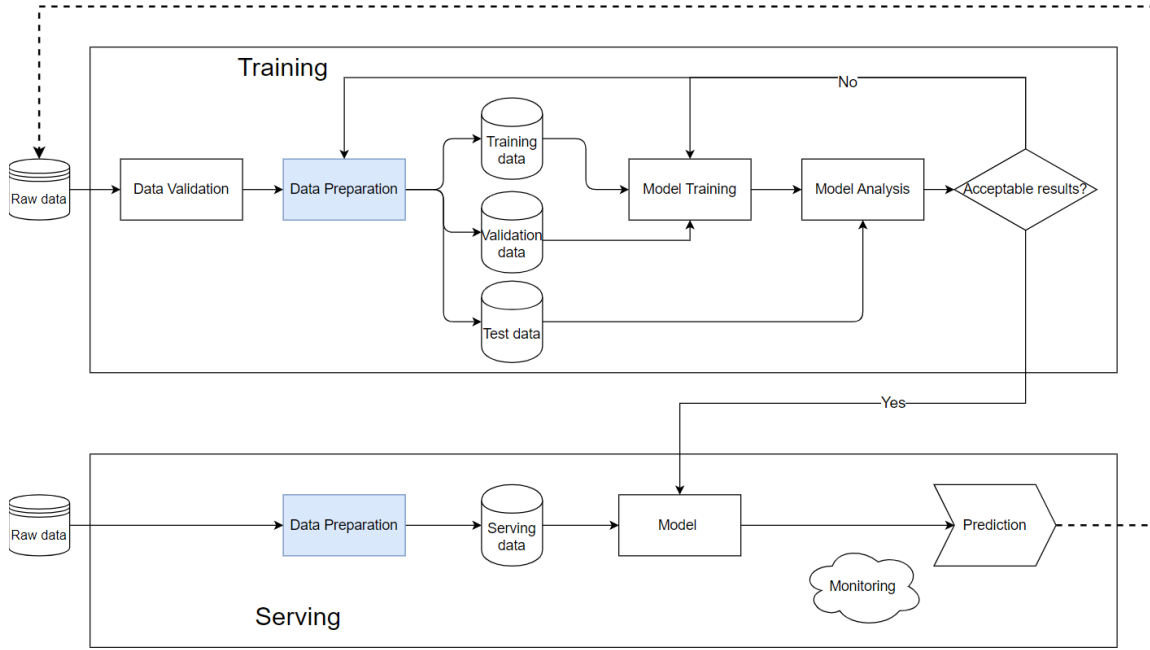 Training
No
Training
data
Raw data
Data Validation
Data Preparation
Model Training
Model Analysis
Acceptable results?
Validation
data
Test data
Yes
Raw data
Data Preparation
Serving
data
Model
Prediction
Monitoring
Serving